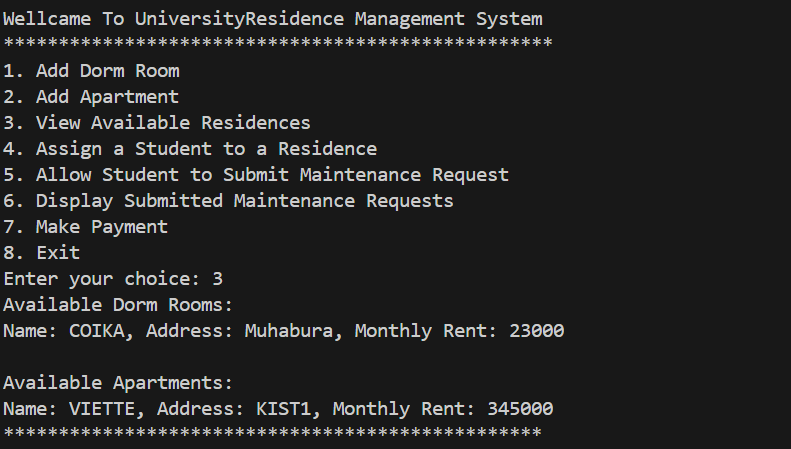 Wellcame To UniversityResidence Management System
**************************************************
1. Add Dorm Room
2. Add Apartment
3. View Available Residences
4. Assign a Student to a Residence
5. Allow Student to Submit Maintenance Request
6. Display Submitted Maintenance Requests
7. Make Payment
8. Exit
Enter your choice: 3
Available Dorm Rooms:
Name: COIKA, Address: Muhabura, Monthly Rent: 23000
Available Apartments:
Name: VIETTE, Address: KIST1, Monthly Rent: 345000
*************************************************